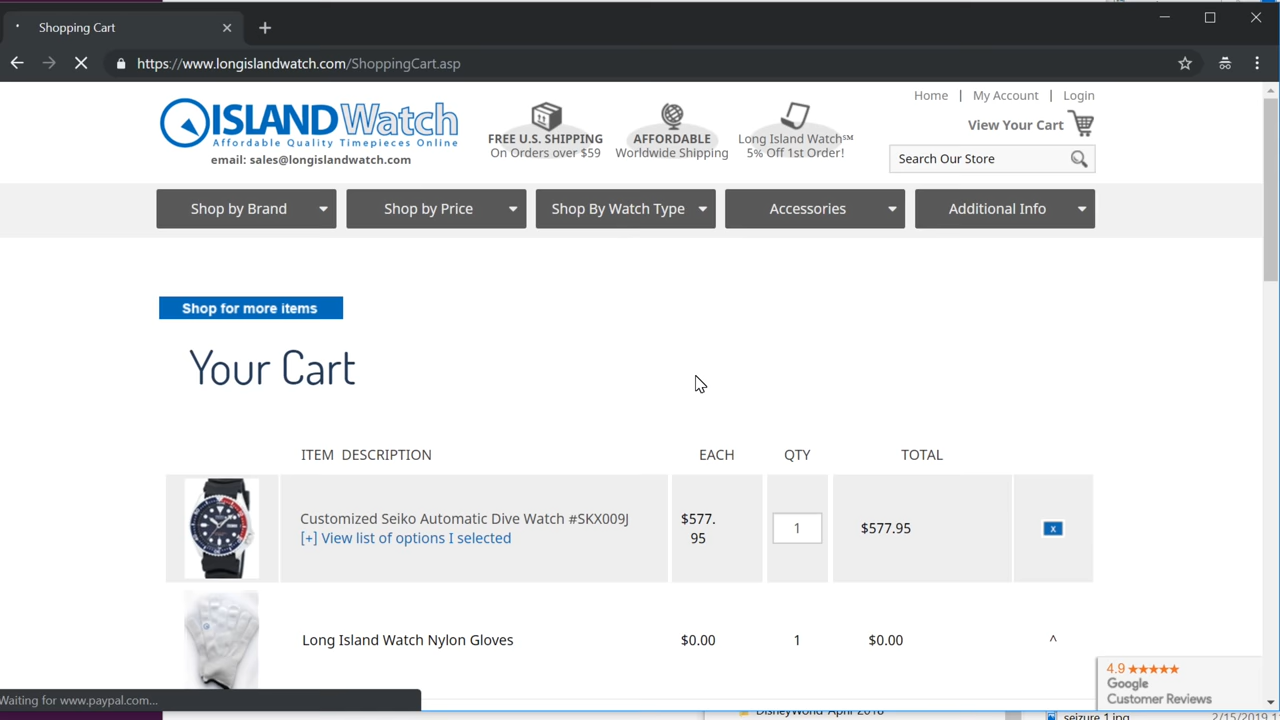 Shopping Cart
https://www.longislandwatch.com/ShoppingCart.asp
Home | My Account | Login
ISLANDWatch
Affordable Quality Timepieces Online
email: sales@longislandwatch.com
FREE U.S. SHIPPING
On Orders over $59
AFFORDABLE
Worldwide Shipping
Long Island Watch℠
5% Off 1st Order!
View Your Cart
Search Our Store
Shop by Brand
Shop by Price
Shop By Watch Type
Accessories
Additional Info
Shop for more items
Your Cart
ITEM DESCRIPTION EACH QTY TOTAL
Customized Seiko Automatic Dive Watch #SKX009J
[+] View list of options I selected
$577.
95
1
$577.95
x
Long Island Watch Nylon Gloves $0.00 1 $0.00 ^
4.9 ★★★★★
Google
Customer Reviews
Waiting for www.paypal.com...
DisneyWorld April 2018
seizure 1.jpg
2/15/2019 1